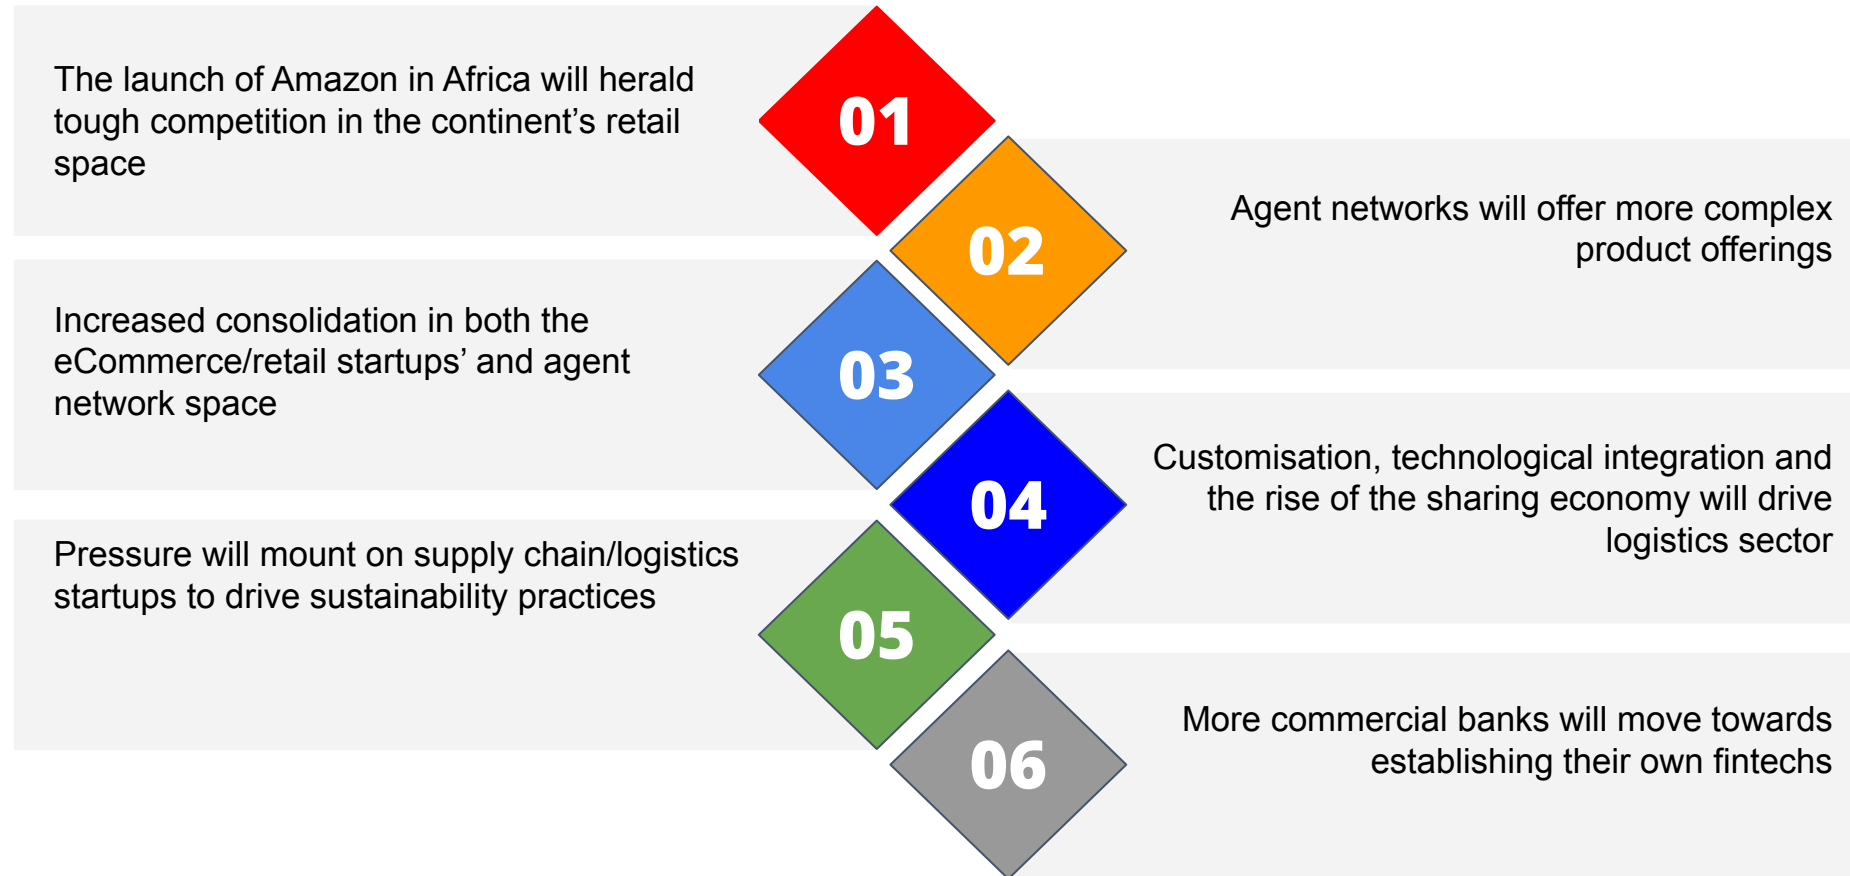 The launch of Amazon in Africa will herald
tough competition in the continent’s retail
space
01
02
Agent networks will offer more complex
product offerings
Increased consolidation in both the
eCommerce/retail startups’ and agent
network space
03
04
Customisation, technological integration and
the rise of the sharing economy will drive
logistics sector
Pressure will mount on supply chain/logistics
startups to drive sustainability practices
05
06
More commercial banks will move towards
establishing their own fintechs